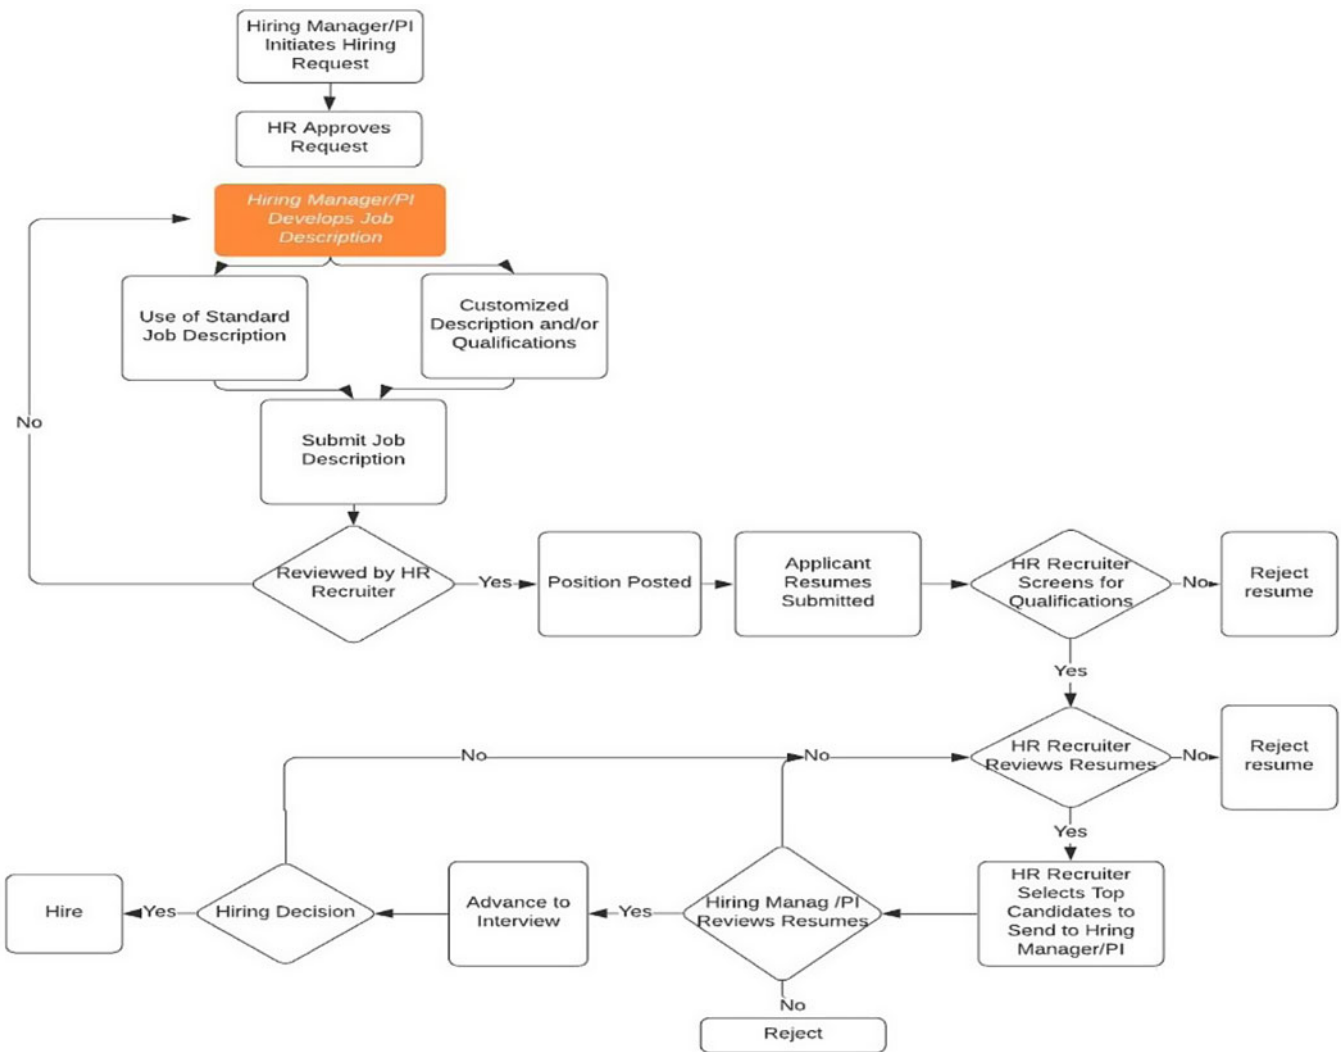 Hiring Manager/PI
Initiates Hiring
Request
HR Approves
Request
Hiring Manager/PI
Develops Job
Description
Use of Standard
Job Description
Customized
Description and/or
Qualifications
No
Submit Job
Description
Reviewed by HR
Recruiter
Yes
Position Posted
Applicant
Resumes
Submitted
HR Recruiter
Screens for
Qualifications
No
Reject
resume
Yes
No
No
HR Recruiter
Reviews Resumes
No
Reject
resume
Yes
Hire
Yes
Hiring Decision
Advance to
Interview
Yes
Hiring Manag /PI
Reviews Resumes
HR Recruiter
Selects Top
Candidates to
Send to Hring
Manager/PI
No
Reject